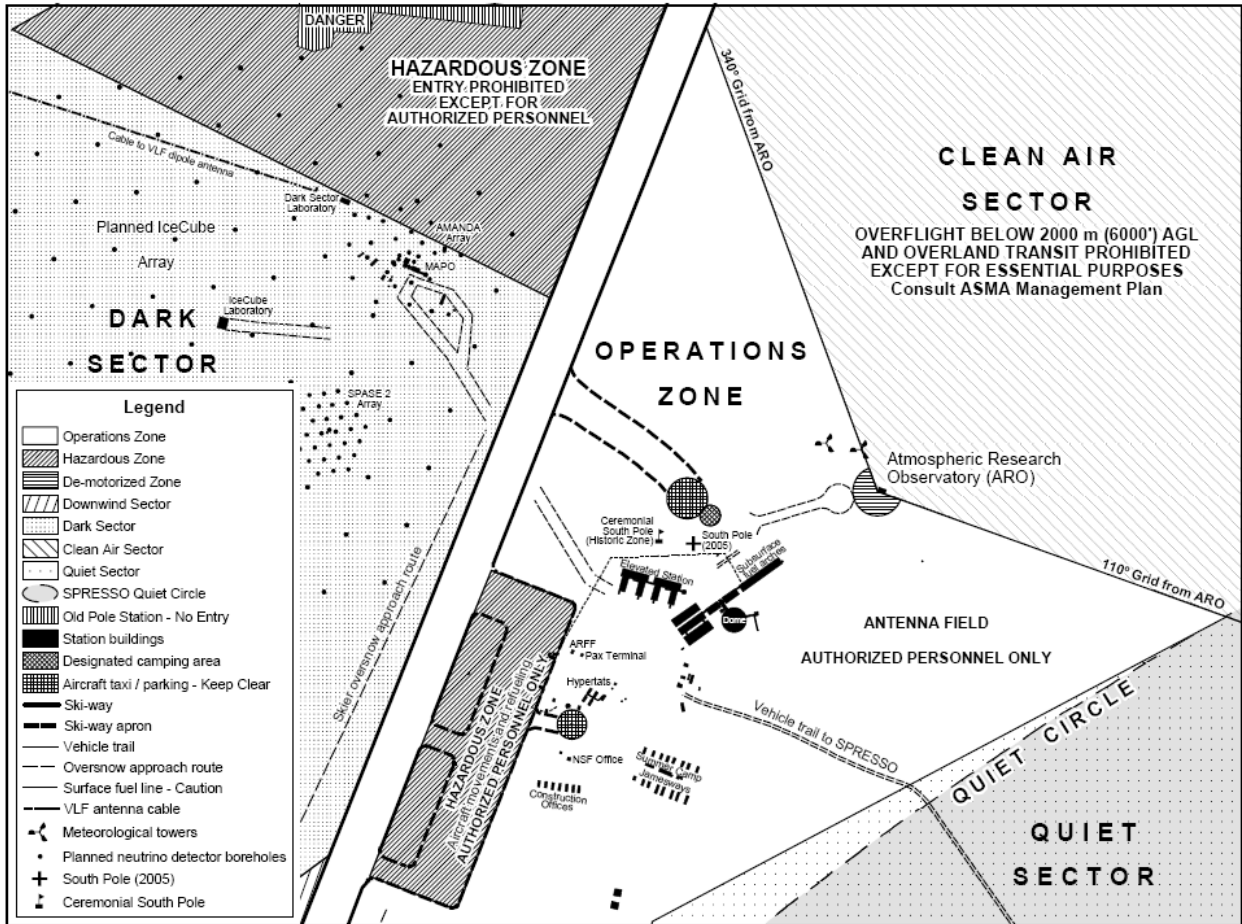 DANGER
HAZARDOUS ZONE
ENTRY PROHIBITED
EXCEPT FOR
AUTHORIZED PERSONNEL
340º Grid from ARO
CLEAN AIR
SECTOR
OVERFLIGHT BELOW 2000 m (6000') AGL
AND OVERLAND TRANSIT PROHIBITED
EXCEPT FOR ESSENTIAL PURPOSES
Consult ASMA Management Plan
Cable to VLF dipole antenna
Dark Sector
Laboratory
Planned IceCube
Array
AMANDA
Array
MAPO
IceCube
Laboratory
DARK
SECTOR
OPERATIONS
ZONE
SPASE 2
Array
Skier oversnow approach route
Atmospheric Research
Observatory (ARO)
Ceremonial
South Pole
(Historic Zone)
South Pole
(2005)
Subsurface
fuel arches
Elevated Station
Dome
110º Grid from ARO
ANTENNA FIELD
AUTHORIZED PERSONNEL ONLY
ARFF
Pax Terminal
Hypertats
HAZARDOUS ZONE
Aircraft movements and refueling
AUTHORIZED PERSONNEL ONLY
NSF Office
Construction
Offices
Summer Camp
Jamesways
Vehicle trail to SPRESSO
QUIET CIRCLE
QUIET
SECTOR
Legend
Operations Zone
Hazardous Zone
De-motorized Zone
Downwind Sector
Dark Sector
Clean Air Sector
Quiet Sector
SPRESSO Quiet Circle
Old Pole Station - No Entry
Station buildings
Designated camping area
Aircraft taxi / parking - Keep Clear
Ski-way
Ski-way apron
Vehicle trail
Oversnow approach route
Surface fuel line - Caution
VLF antenna cable
Meteorological towers
Planned neutrino detector boreholes
South Pole (2005)
Ceremonial South Pole